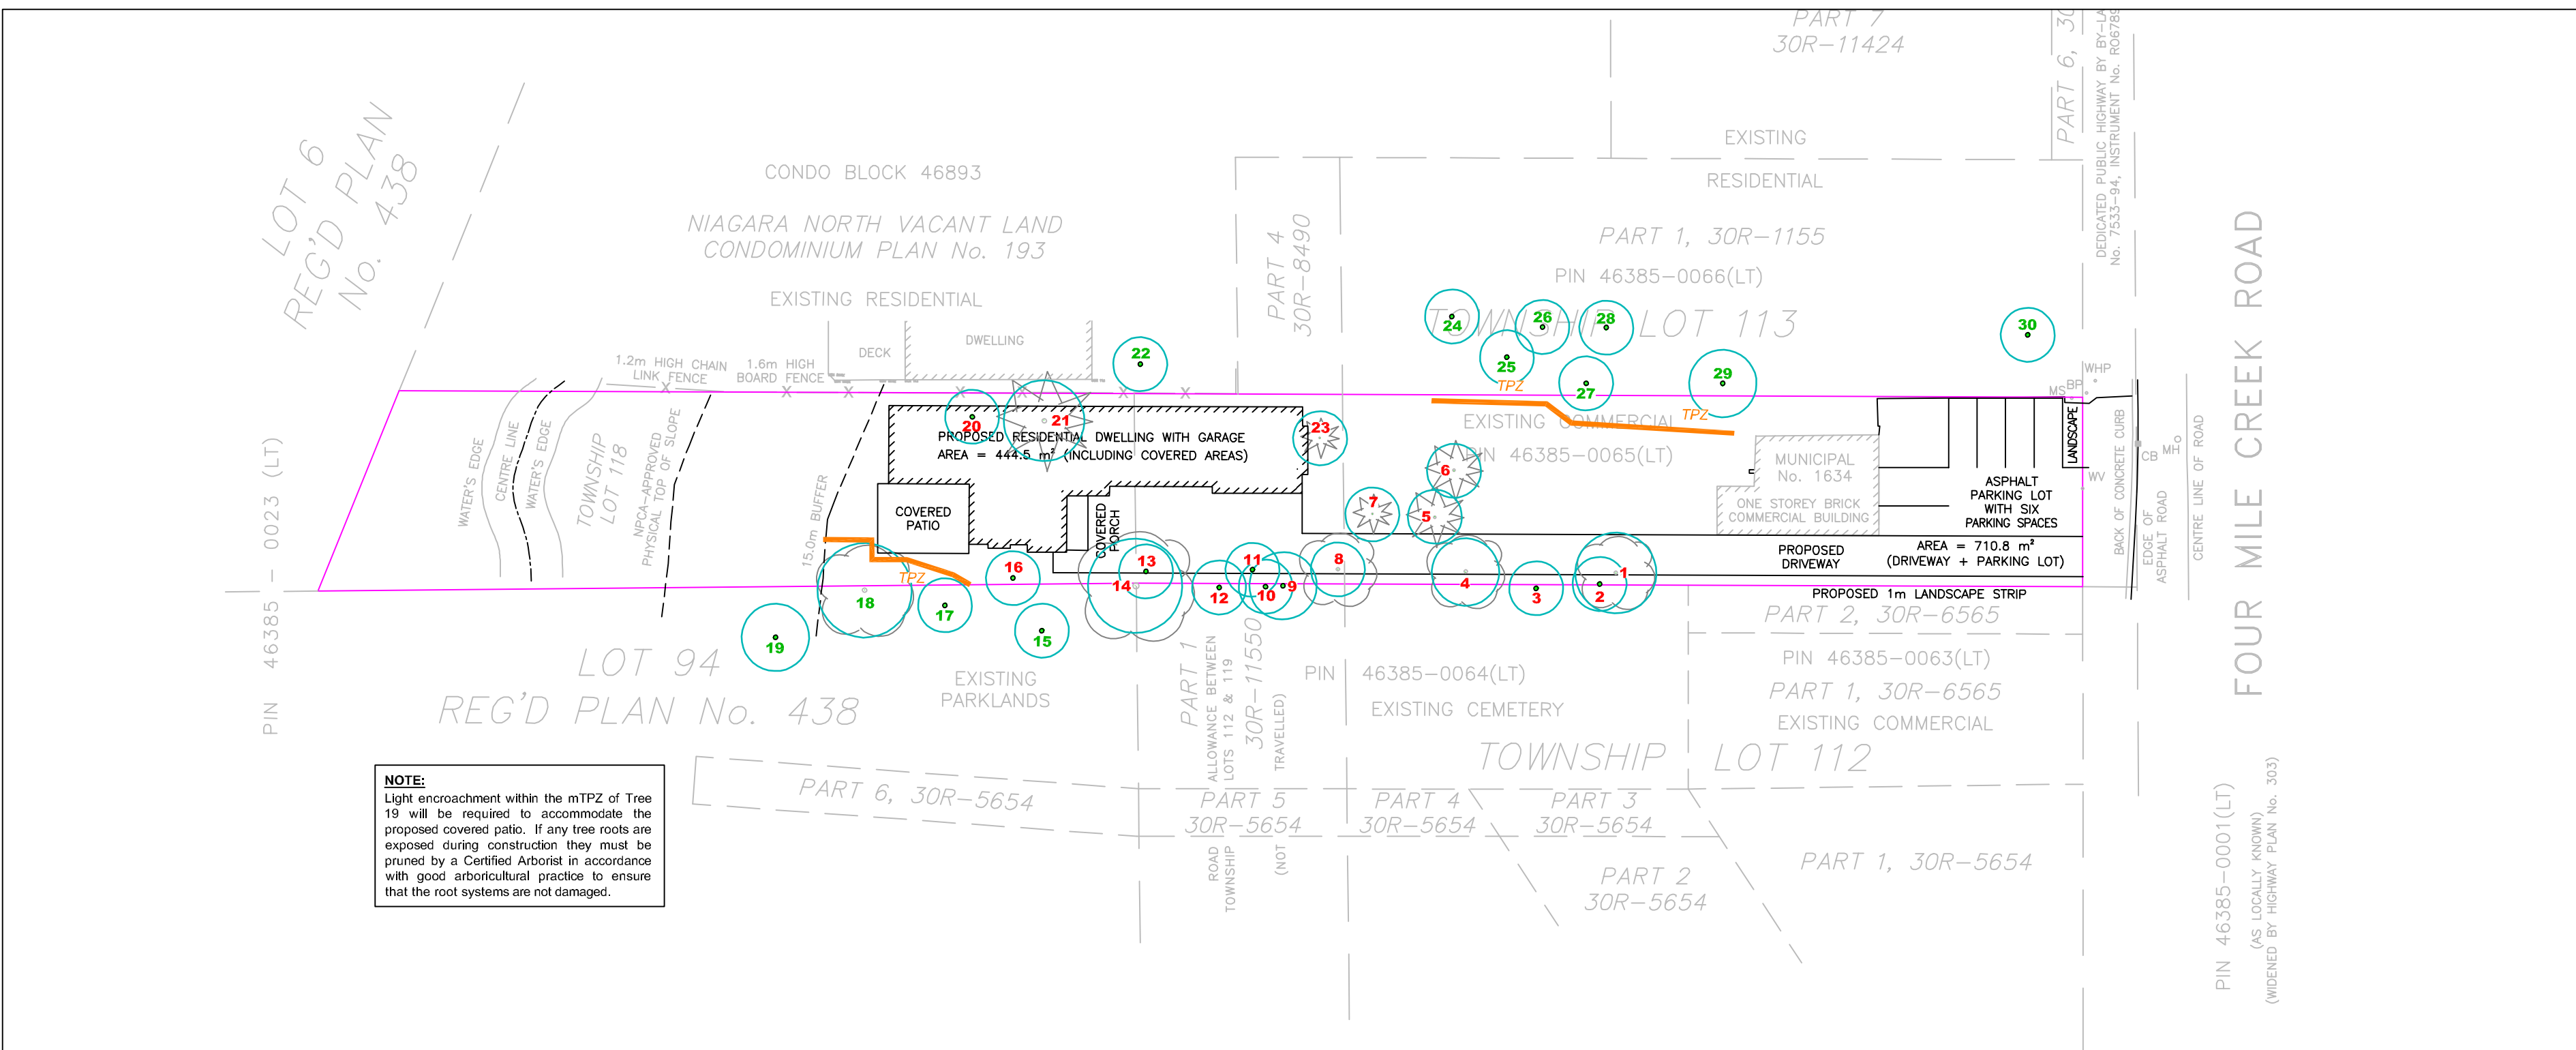 PART 7
30R-11424
PART 6, 30
DEDICATED PUBLIC HIGHWAY BY BY-LA
No. 7533-94, INSTRUMENT No. RO6789
LOT 6
REG'D PLAN
No. 438
EXISTING
RESIDENTIAL
CONDO BLOCK 46893
NIAGARA NORTH VACANT LAND
CONDOMINIUM PLAN No. 193
EXISTING RESIDENTIAL
PART 4
30R-8490
PART 1, 30R-1155
PIN 46385-0066(LT)
TOWNSHIP LOT 113
24
26
28
25
27
29
30
22
TPZ
TPZ
DECK
DWELLING
1.2m HIGH CHAIN
LINK FENCE
1.6m HIGH
BOARD FENCE
X X X X X X X
WHP
BP
MS
FOUR MILE CREEK ROAD
20
21
23
PROPOSED RESIDENTIAL DWELLING WITH GARAGE
AREA = 444.5 m² (INCLUDING COVERED AREAS)
EXISTING COMMERCIAL
PIN 46385-0065(LT)
6
7
5
MUNICIPAL
No. 1634
ONE STOREY BRICK
COMMERCIAL BUILDING
LANDSCAPE
ASPHALT
PARKING LOT
WITH SIX
PARKING SPACES
WV
CB
MH
BACK OF CONCRETE CURB
EDGE OF
ASPHALT ROAD
CENTRE LINE OF ROAD
WATER'S EDGE
CENTRE LINE
WATER'S EDGE
TOWNSHIP
LOT 118
NPCA-APPROVED
PHYSICAL TOP OF SLOPE
15.0m BUFFER
COVERED
PATIO
COVERED
PORCH
PROPOSED
DRIVEWAY
AREA = 710.8 m²
(DRIVEWAY + PARKING LOT)
PROPOSED 1m LANDSCAPE STRIP
PIN 46385 - 0023 (LT)
TPZ
18
17
19
16
15
14
13
12
11
10
9
8
4
3
2
1
LOT 94
REG'D PLAN No. 438
EXISTING
PARKLANDS
PART 1
30R-11550
ROAD ALLOWANCE BETWEEN
TOWNSHIP LOTS 112 & 119
(NOT TRAVELLED)
PIN 46385-0064(LT)
EXISTING CEMETERY
PART 2, 30R-6565
PIN 46385-0063(LT)
PART 1, 30R-6565
EXISTING COMMERCIAL
TOWNSHIP LOT 112
PART 6, 30R-5654
PART 5
30R-5654
PART 4
30R-5654
PART 3
30R-5654
PART 2
30R-5654
PART 1, 30R-5654
PIN 46385-0001(LT)
(AS LOCALLY KNOWN)
(WIDENED BY HIGHWAY PLAN No. 303)
NOTE:
Light encroachment within the mTPZ of Tree
19 will be required to accommodate the
proposed covered patio. If any tree roots are
exposed during construction they must be
pruned by a Certified Arborist in accordance
with good arboricultural practice to ensure
that the root systems are not damaged.